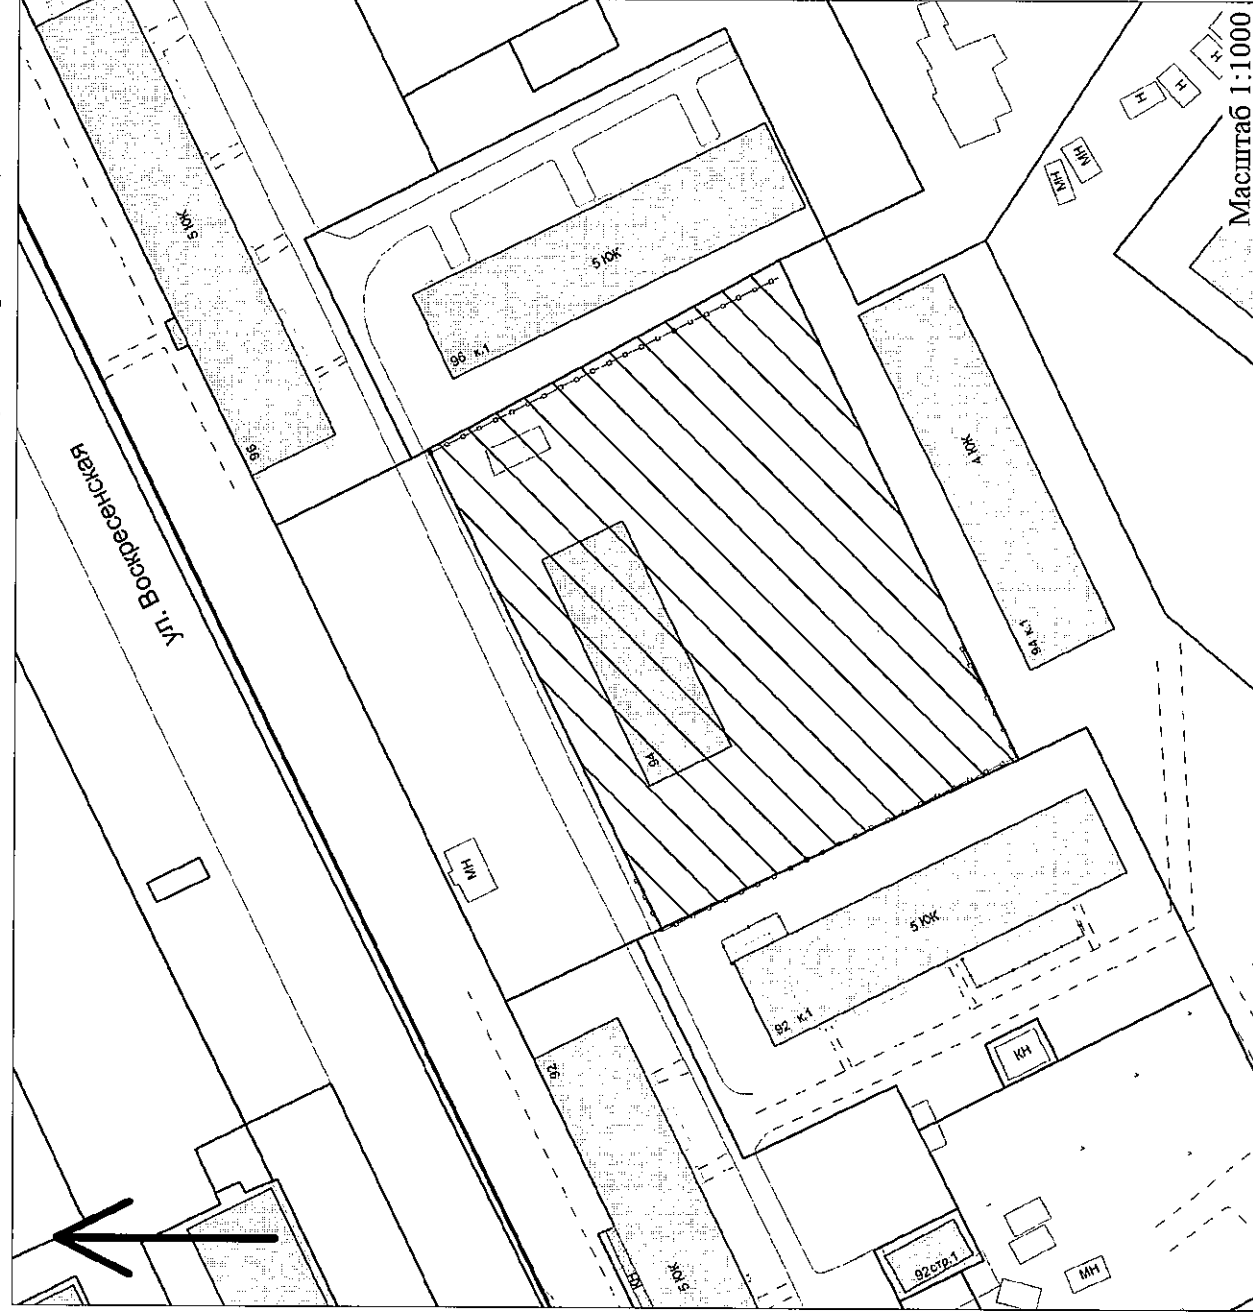 Масштаб 1:1000
ул. Воскресенская
5 ЮК
96
96 к.1
5 ЮК
Н
Н
Н
МН
МН
4 ЮК
94 к.1
94
МН
5 ЮК
92 к.1
92
КН
КН
5 ЮК
92стр.1
МН